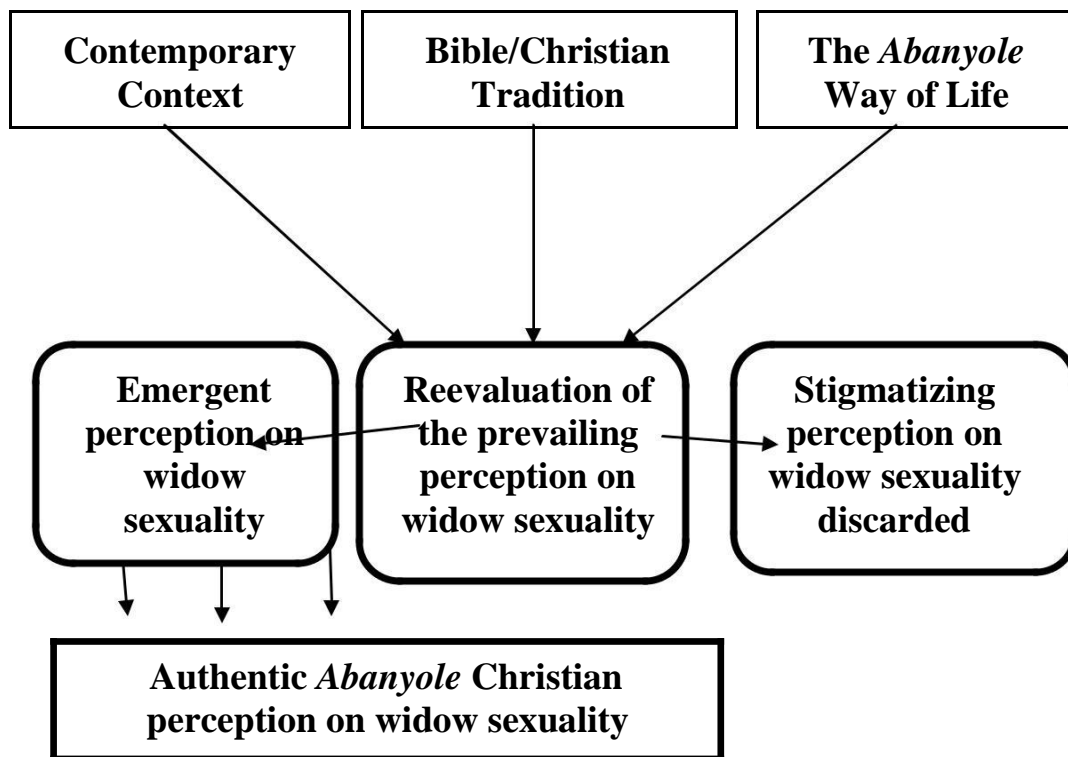 Contemporary
Context
Bible/Christian
Tradition
The Abanyole
Way of Life
Emergent
perception on
widow
sexuality
Reevaluation of
the prevailing
perception on
widow sexuality
Stigmatizing
perception on
widow sexuality
discarded
Authentic Abanyole Christian
perception on widow sexuality